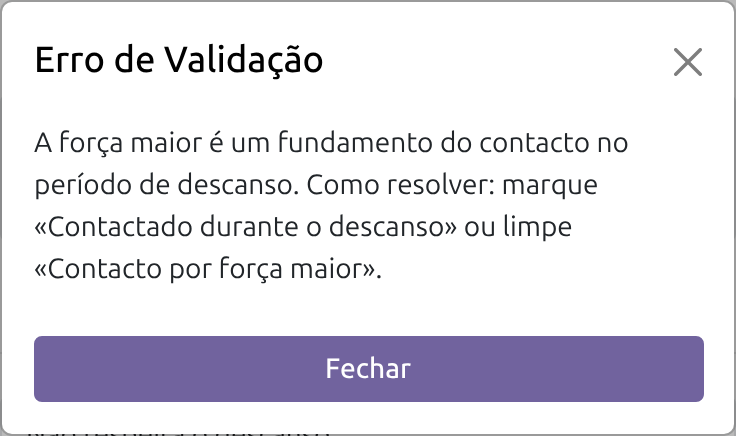 Erro de Validação
A força maior é um fundamento do contacto no
período de descanso. Como resolver: marque
«Contactado durante o descanso» ou limpe
«Contacto por força maior».
Fechar